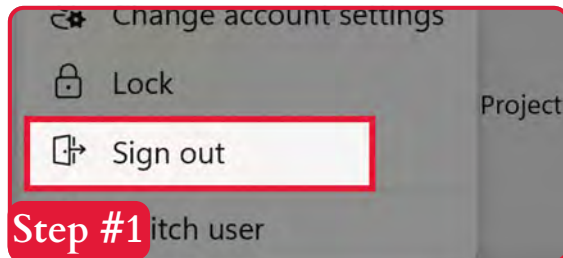 Change account settings
Lock
Project
Sign out
Step #1
itch user